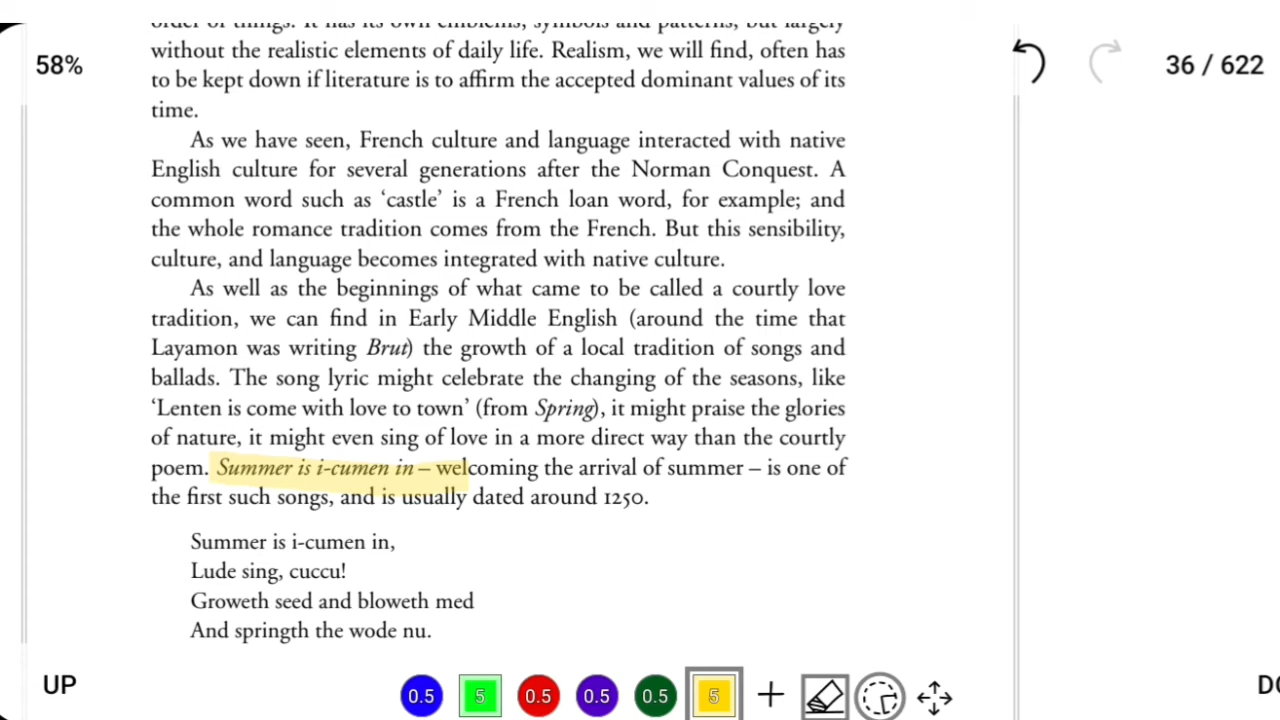 order of things. It has its own emblems, symbols and patterns, but largely
58%
without the realistic elements of daily life. Realism, we will find, often has
36 / 622
to be kept down if literature is to affirm the accepted dominant values of its
time.
As we have seen, French culture and language interacted with native
English culture for several generations after the Norman Conquest. A
common word such as ‘castle’ is a French loan word, for example; and
the whole romance tradition comes from the French. But this sensibility,
culture, and language becomes integrated with native culture.
As well as the beginnings of what came to be called a courtly love
tradition, we can find in Early Middle English (around the time that
Layamon was writing Brut) the growth of a local tradition of songs and
ballads. The song lyric might celebrate the changing of the seasons, like
‘Lenten is come with love to town’ (from Spring), it might praise the glories
of nature, it might even sing of love in a more direct way than the courtly
poem. Summer is i-cumen in – welcoming the arrival of summer – is one of
the first such songs, and is usually dated around 1250.
Summer is i-cumen in,
Lude sing, cuccu!
Groweth seed and bloweth med
And springth the wode nu.
UP
0.5 5 0.5 0.5 0.5 5